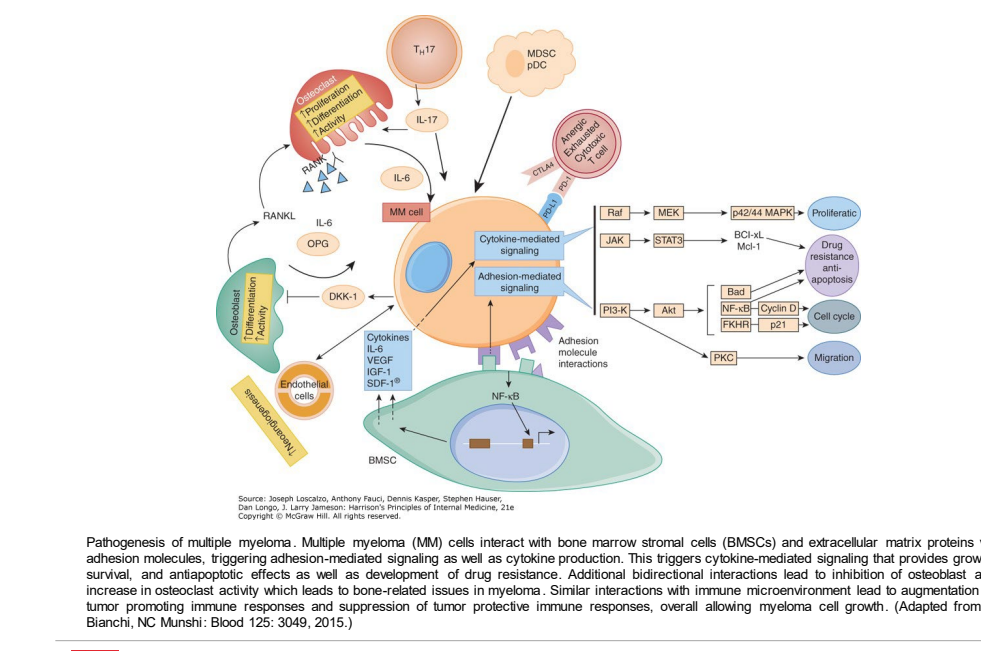 TH17
MDSC
pDC
Osteoclast
↑Proliferation
↑Differentiation
↑Activity
IL-17
Anergic
Exhausted
Cytotoxic
T cell
CTLA4
PD-1
PD-L1
RANK
IL-6
MM cell
RANKL
IL-6
OPG
Cytokine-mediated
signaling
Adhesion-mediated
signaling
Raf
MEK
p42/44 MAPK
Proliferatic
JAK
STAT3
BCl-xL
Mcl-1
Drug
resistance
anti-
apoptosis
Osteoblast
↑Differentiation
↑Activity
DKK-1
PI3-K
Akt
Bad
NF-κB
Cyclin D
FKHR
p21
Cell cycle
PKC
Migration
Cytokines
IL-6
VEGF
IGF-1
SDF-1®
Adhesion
molecule
interactions
Endothelial
cells
↑Neoangiogenesis
NF-κB
BMSC
Source: Joseph Loscalzo, Anthony Fauci, Dennis Kasper, Stephen Hauser,
Dan Longo, J. Larry Jameson: Harrison's Principles of Internal Medicine, 21e
Copyright © McGraw Hill. All rights reserved.
Pathogenesis of multiple myeloma. Multiple myeloma (MM) cells interact with bone marrow stromal cells (BMSCs) and extracellular matrix proteins
adhesion molecules, triggering adhesion-mediated signaling as well as cytokine production. This triggers cytokine-mediated signaling that provides grow
survival, and antiapoptotic effects as well as development of drug resistance. Additional bidirectional interactions lead to inhibition of osteoblast a
increase in osteoclast activity which leads to bone-related issues in myeloma. Similar interactions with immune microenvironment lead to augmentation
tumor promoting immune responses and suppression of tumor protective immune responses, overall allowing myeloma cell growth. (Adapted from
Bianchi, NC Munshi: Blood 125: 3049, 2015.)